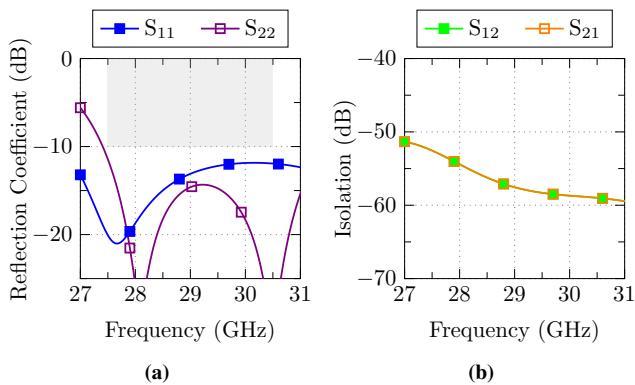 S11 S22
S12 S21
Reflection Coefficient (dB)
0
−10
−20
27 28 29 30 31
Frequency (GHz)
(a)
Isolation (dB)
−40
−50
−60
−70
27 28 29 30 31
Frequency (GHz)
(b)